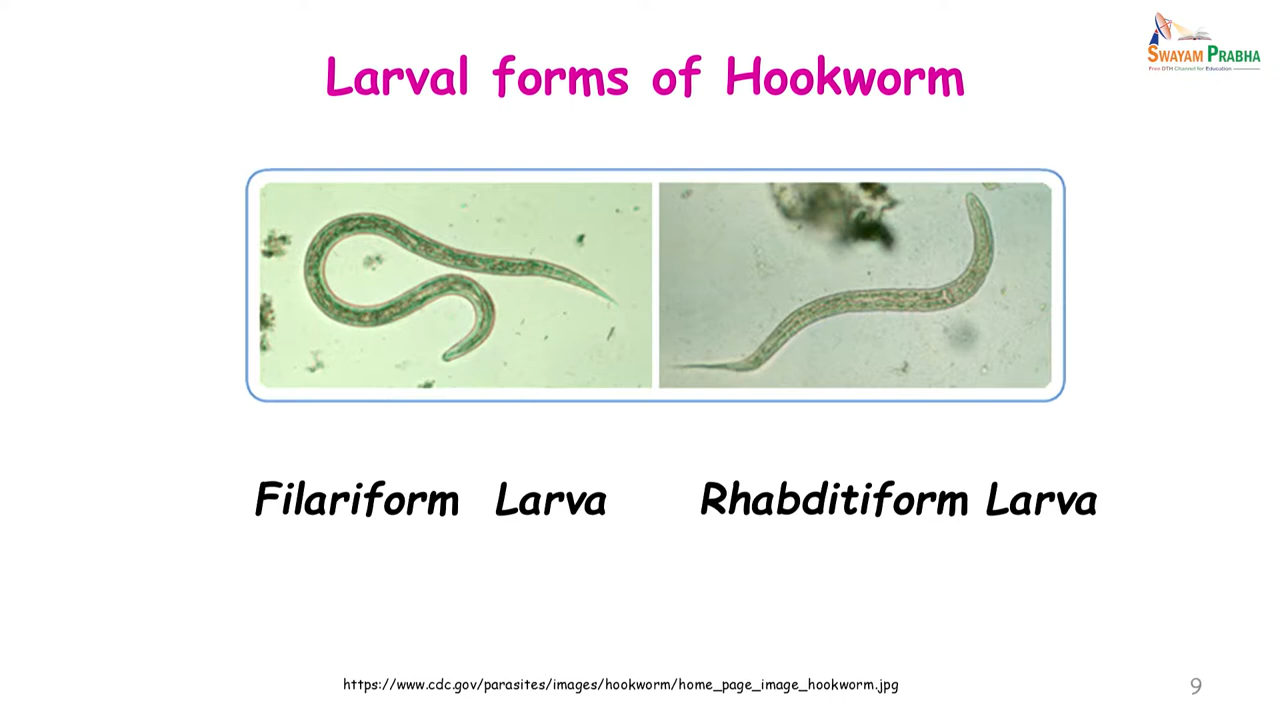 SWAYAM PRABHA
Free DTH Channel for Education
Larval forms of Hookworm
Filariform Larva
Rhabditiform Larva
https://www.cdc.gov/parasites/images/hookworm/home_page_image_hookworm.jpg
9